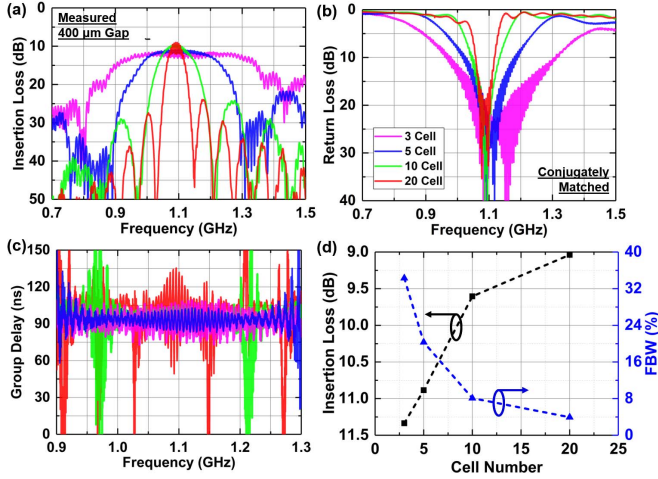 (a)
Measured
400 µm Gap
Insertion Loss (dB)
0
10
20
30
40
50
0.7 0.9 1.1 1.3 1.5
Frequency (GHz)
(b)
Return Loss (dB)
0
10
20
30
40
3 Cell
5 Cell
10 Cell
20 Cell
Conjugately
Matched
0.7 0.9 1.1 1.3 1.5
Frequency (GHz)
(c)
Group Delay (ns)
150
120
90
60
30
0
0.9 1.0 1.1 1.2 1.3
Frequency (GHz)
(d)
Insertion Loss (dB)
9.0
9.5
10.0
10.5
11.0
11.5
0 5 10 15 20 25
Cell Number
40
32
24
16
8
0
FBW (%)